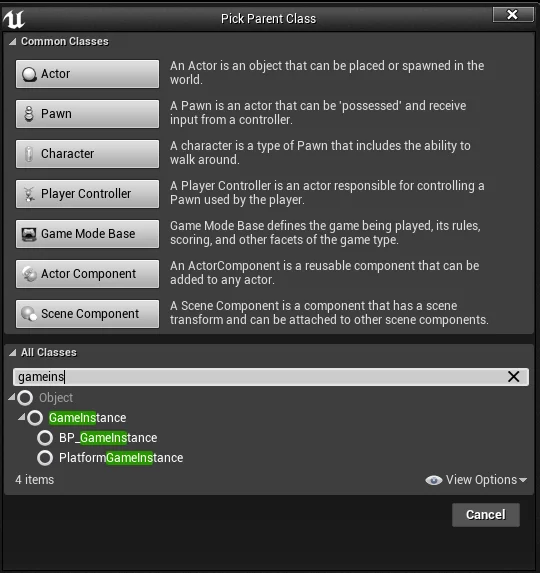 Pick Parent Class
Common Classes
Actor
An Actor is an object that can be placed or spawned in the
world.
Pawn
A Pawn is an actor that can be 'possessed' and receive
input from a controller.
Character
A character is a type of Pawn that includes the ability to
walk around.
Player Controller
A Player Controller is an actor responsible for controlling a
Pawn used by the player.
Game Mode Base
Game Mode Base defines the game being played, its rules,
scoring, and other facets of the game type.
Actor Component
An ActorComponent is a reusable component that can be
added to any actor.
Scene Component
A Scene Component is a component that has a scene
transform and can be attached to other scene components.
All Classes
gameins
Object
GameInstance
BP_GameInstance
PlatformGameInstance
4 items
View Options
Cancel